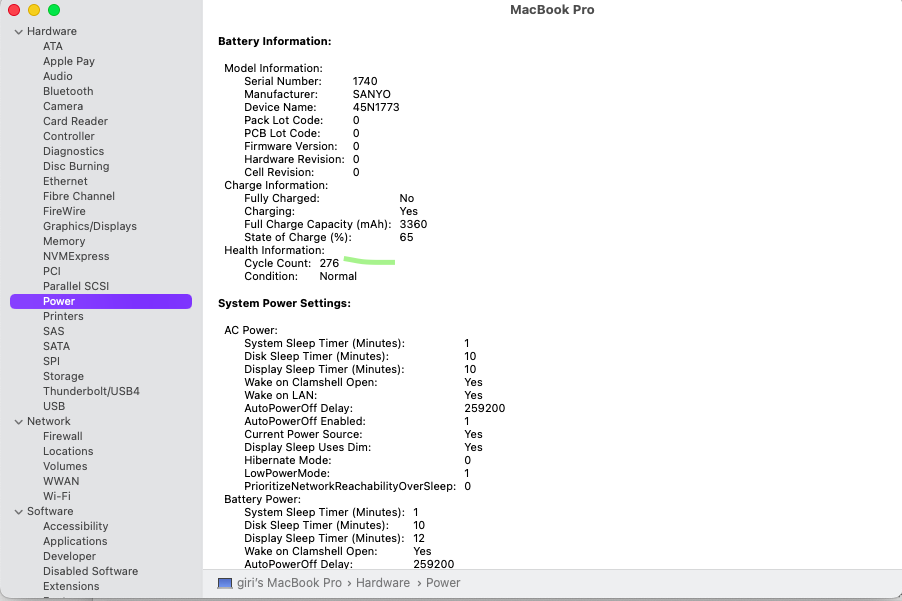 MacBook Pro
Hardware
ATA
Apple Pay
Audio
Bluetooth
Camera
Card Reader
Controller
Diagnostics
Disc Burning
Ethernet
Fibre Channel
FireWire
Graphics/Displays
Memory
NVMExpress
PCI
Parallel SCSI
Power
Printers
SAS
SATA
SPI
Storage
Thunderbolt/USB4
USB
Network
Firewall
Locations
Volumes
WWAN
Wi-Fi
Software
Accessibility
Applications
Developer
Disabled Software
Extensions
Battery Information:
Model Information:
Serial Number: 1740
Manufacturer: SANYO
Device Name: 45N1773
Pack Lot Code: 0
PCB Lot Code: 0
Firmware Version: 0
Hardware Revision: 0
Cell Revision: 0
Charge Information:
Fully Charged: No
Charging: Yes
Full Charge Capacity (mAh): 3360
State of Charge (%): 65
Health Information:
Cycle Count: 276
Condition: Normal
System Power Settings:
AC Power:
System Sleep Timer (Minutes): 1
Disk Sleep Timer (Minutes): 10
Display Sleep Timer (Minutes): 10
Wake on Clamshell Open: Yes
Wake on LAN: Yes
AutoPowerOff Delay: 259200
AutoPowerOff Enabled: 1
Current Power Source: Yes
Display Sleep Uses Dim: Yes
Hibernate Mode: 0
LowPowerMode: 1
PrioritizeNetworkReachabilityOverSleep: 0
Battery Power:
System Sleep Timer (Minutes): 1
Disk Sleep Timer (Minutes): 10
Display Sleep Timer (Minutes): 12
Wake on Clamshell Open: Yes
AutoPowerOff Delay: 259200
giri's MacBook Pro › Hardware › Power